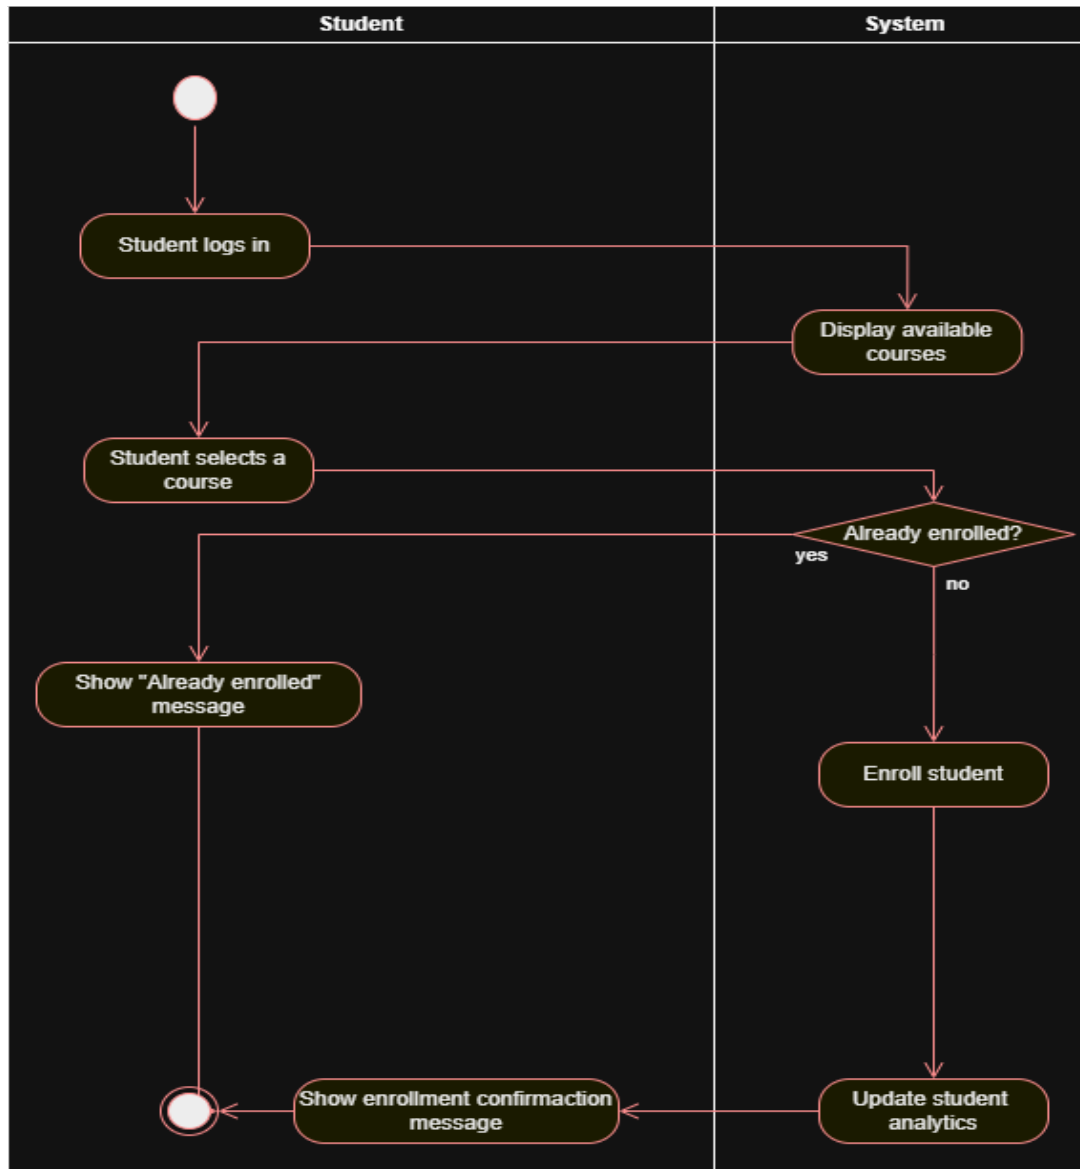 Student
System
Student logs in
Display available
courses
Student selects a
course
Already enrolled?
yes
no
Show "Already enrolled"
message
Enroll student
Show enrollment confirmaction
message
Update student
analytics